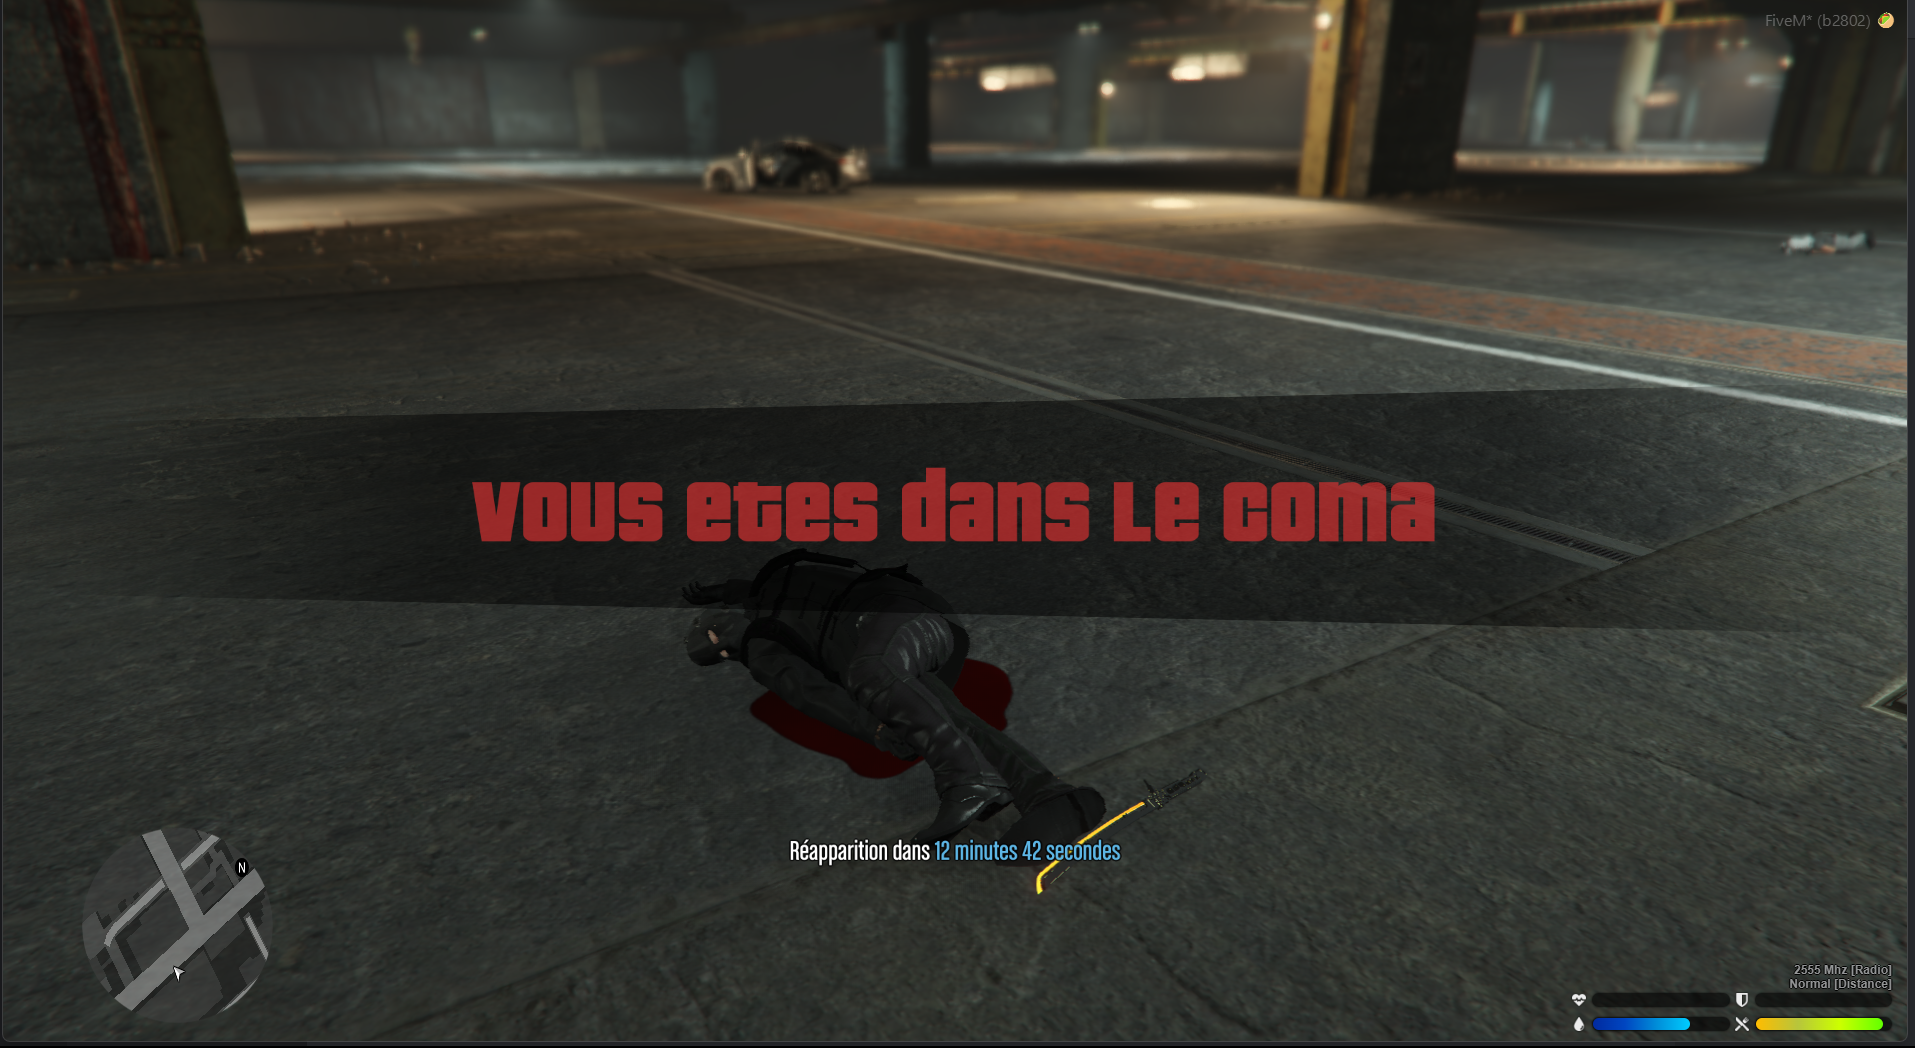 FiveM* (b2802)
vous etes dans le coma
Réapparition dans 12 minutes 42 secondes
N
2555 Mhz [Radio]
Normal [Distance]